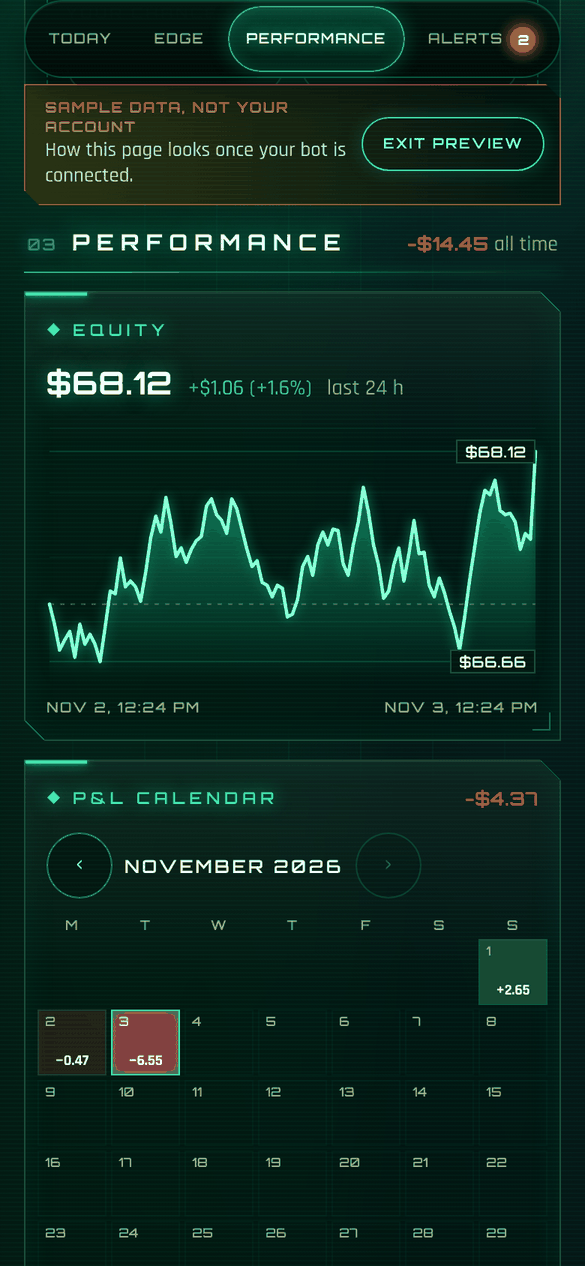 TODAY EDGE PERFORMANCE ALERTS 2
SAMPLE DATA, NOT YOUR
ACCOUNT
How this page looks once your bot is
connected.
EXIT PREVIEW
03 PERFORMANCE -$14.45 all time
EQUITY
$68.12 +$1.06 (+1.6%) last 24 h
$68.12
$66.66
NOV 2, 12:24 PM NOV 3, 12:24 PM
P&L CALENDAR -$4.37
‹ NOVEMBER 2026 ›
M T W T F S S
1
+2.65
2 3 4 5 6 7 8
−0.47 −6.55
9 10 11 12 13 14 15
16 17 18 19 20 21 22
23 24 25 26 27 28 29